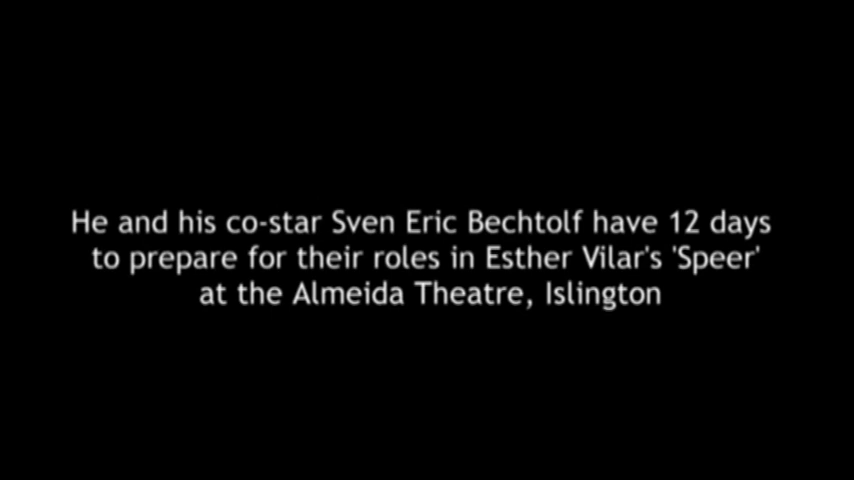 He and his co-star Sven Eric Bechtolf have 12 days
to prepare for their roles in Esther Vilar's 'Speer'
at the Almeida Theatre, Islington